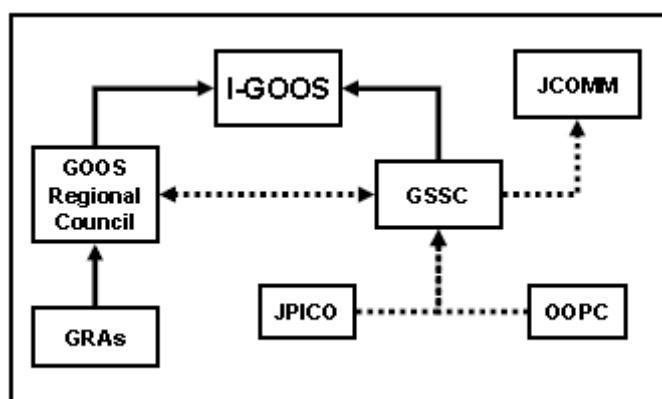 I-GOOS
JCOMM
GOOS
Regional
Council
GSSC
JPICO
OOPC
GRAs